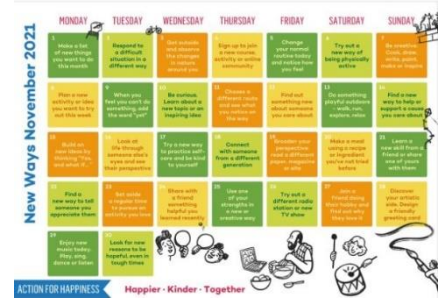 New Ways November 2021
MONDAY TUESDAY WEDNESDAY THURSDAY FRIDAY SATURDAY SUNDAY
Make a list
of new things
you want to do
this month
Respond to
a difficult
situation in a
different way
Get outside
and observe
the changes
in nature
around you
Sign up to join
a new course,
activity or online
community
Change your
normal
routine today
and notice how
you feel
Try out a
new way of
being physically
active
Be creative.
Cook, draw,
write, paint,
make or inspire
Plan a new
activity or idea
you want to try
out this week
When you
feel you can't do
something, add
the word "yet"
Be curious.
Learn about a
new topic or an
inspiring idea
Choose a
different route
and see what
you notice on
the way
Find out
something new
about someone
you care about
Do something
playful outdoors
- walk, run,
explore, relax
Find a new
way to help or
support a cause
you care about
Build on
new ideas by
thinking "Yes,
and what if..."
Look at
life through
someone else's
eyes and see
their perspective
Try a new way
to practice self-
care and be kind
to yourself
Connect with
someone from
a different
generation
Broaden your
perspective:
read a different
paper, magazine
or site
Make a meal
using a recipe
or ingredient
you've not tried
before
Learn a new
skill from a
friend or share
one of yours
with them
Find a
new way to tell
someone you
appreciate them
Set aside
a regular time
to pursue an
activity you love
Share with
a friend
something
helpful you
learned recently
Use one
of your
strengths in
a new or
creative way
Try out a
different radio
station or new
TV show
Join a
friend doing
their hobby and
find out why
they love it
Discover
your artistic
side. Design
a friendly
greeting card
Enjoy new
music today.
Play, sing,
dance or listen
Look for new
reasons to be
hopeful, even in
tough times
ACTION FOR HAPPINESS
Happier · Kinder · Together